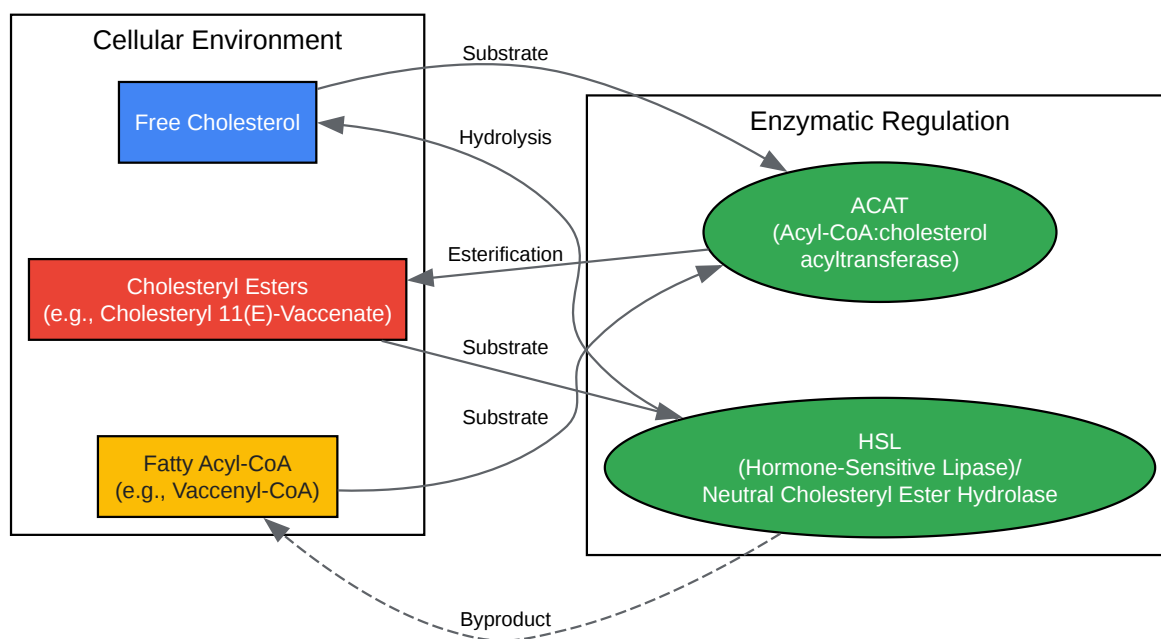 Cellular Environment
Free Cholesterol
Cholesteryl Esters
(e.g., Cholesteryl 11(E)-Vaccenate)
Fatty Acyl-CoA
(e.g., Vaccenyl-CoA)
Substrate
Hydrolysis
Esterification
Substrate
Substrate
Byproduct
Enzymatic Regulation
ACAT
(Acyl-CoA:cholesterol
acyltransferase)
HSL
(Hormone-Sensitive Lipase)/
Neutral Cholesteryl Ester Hydrolase